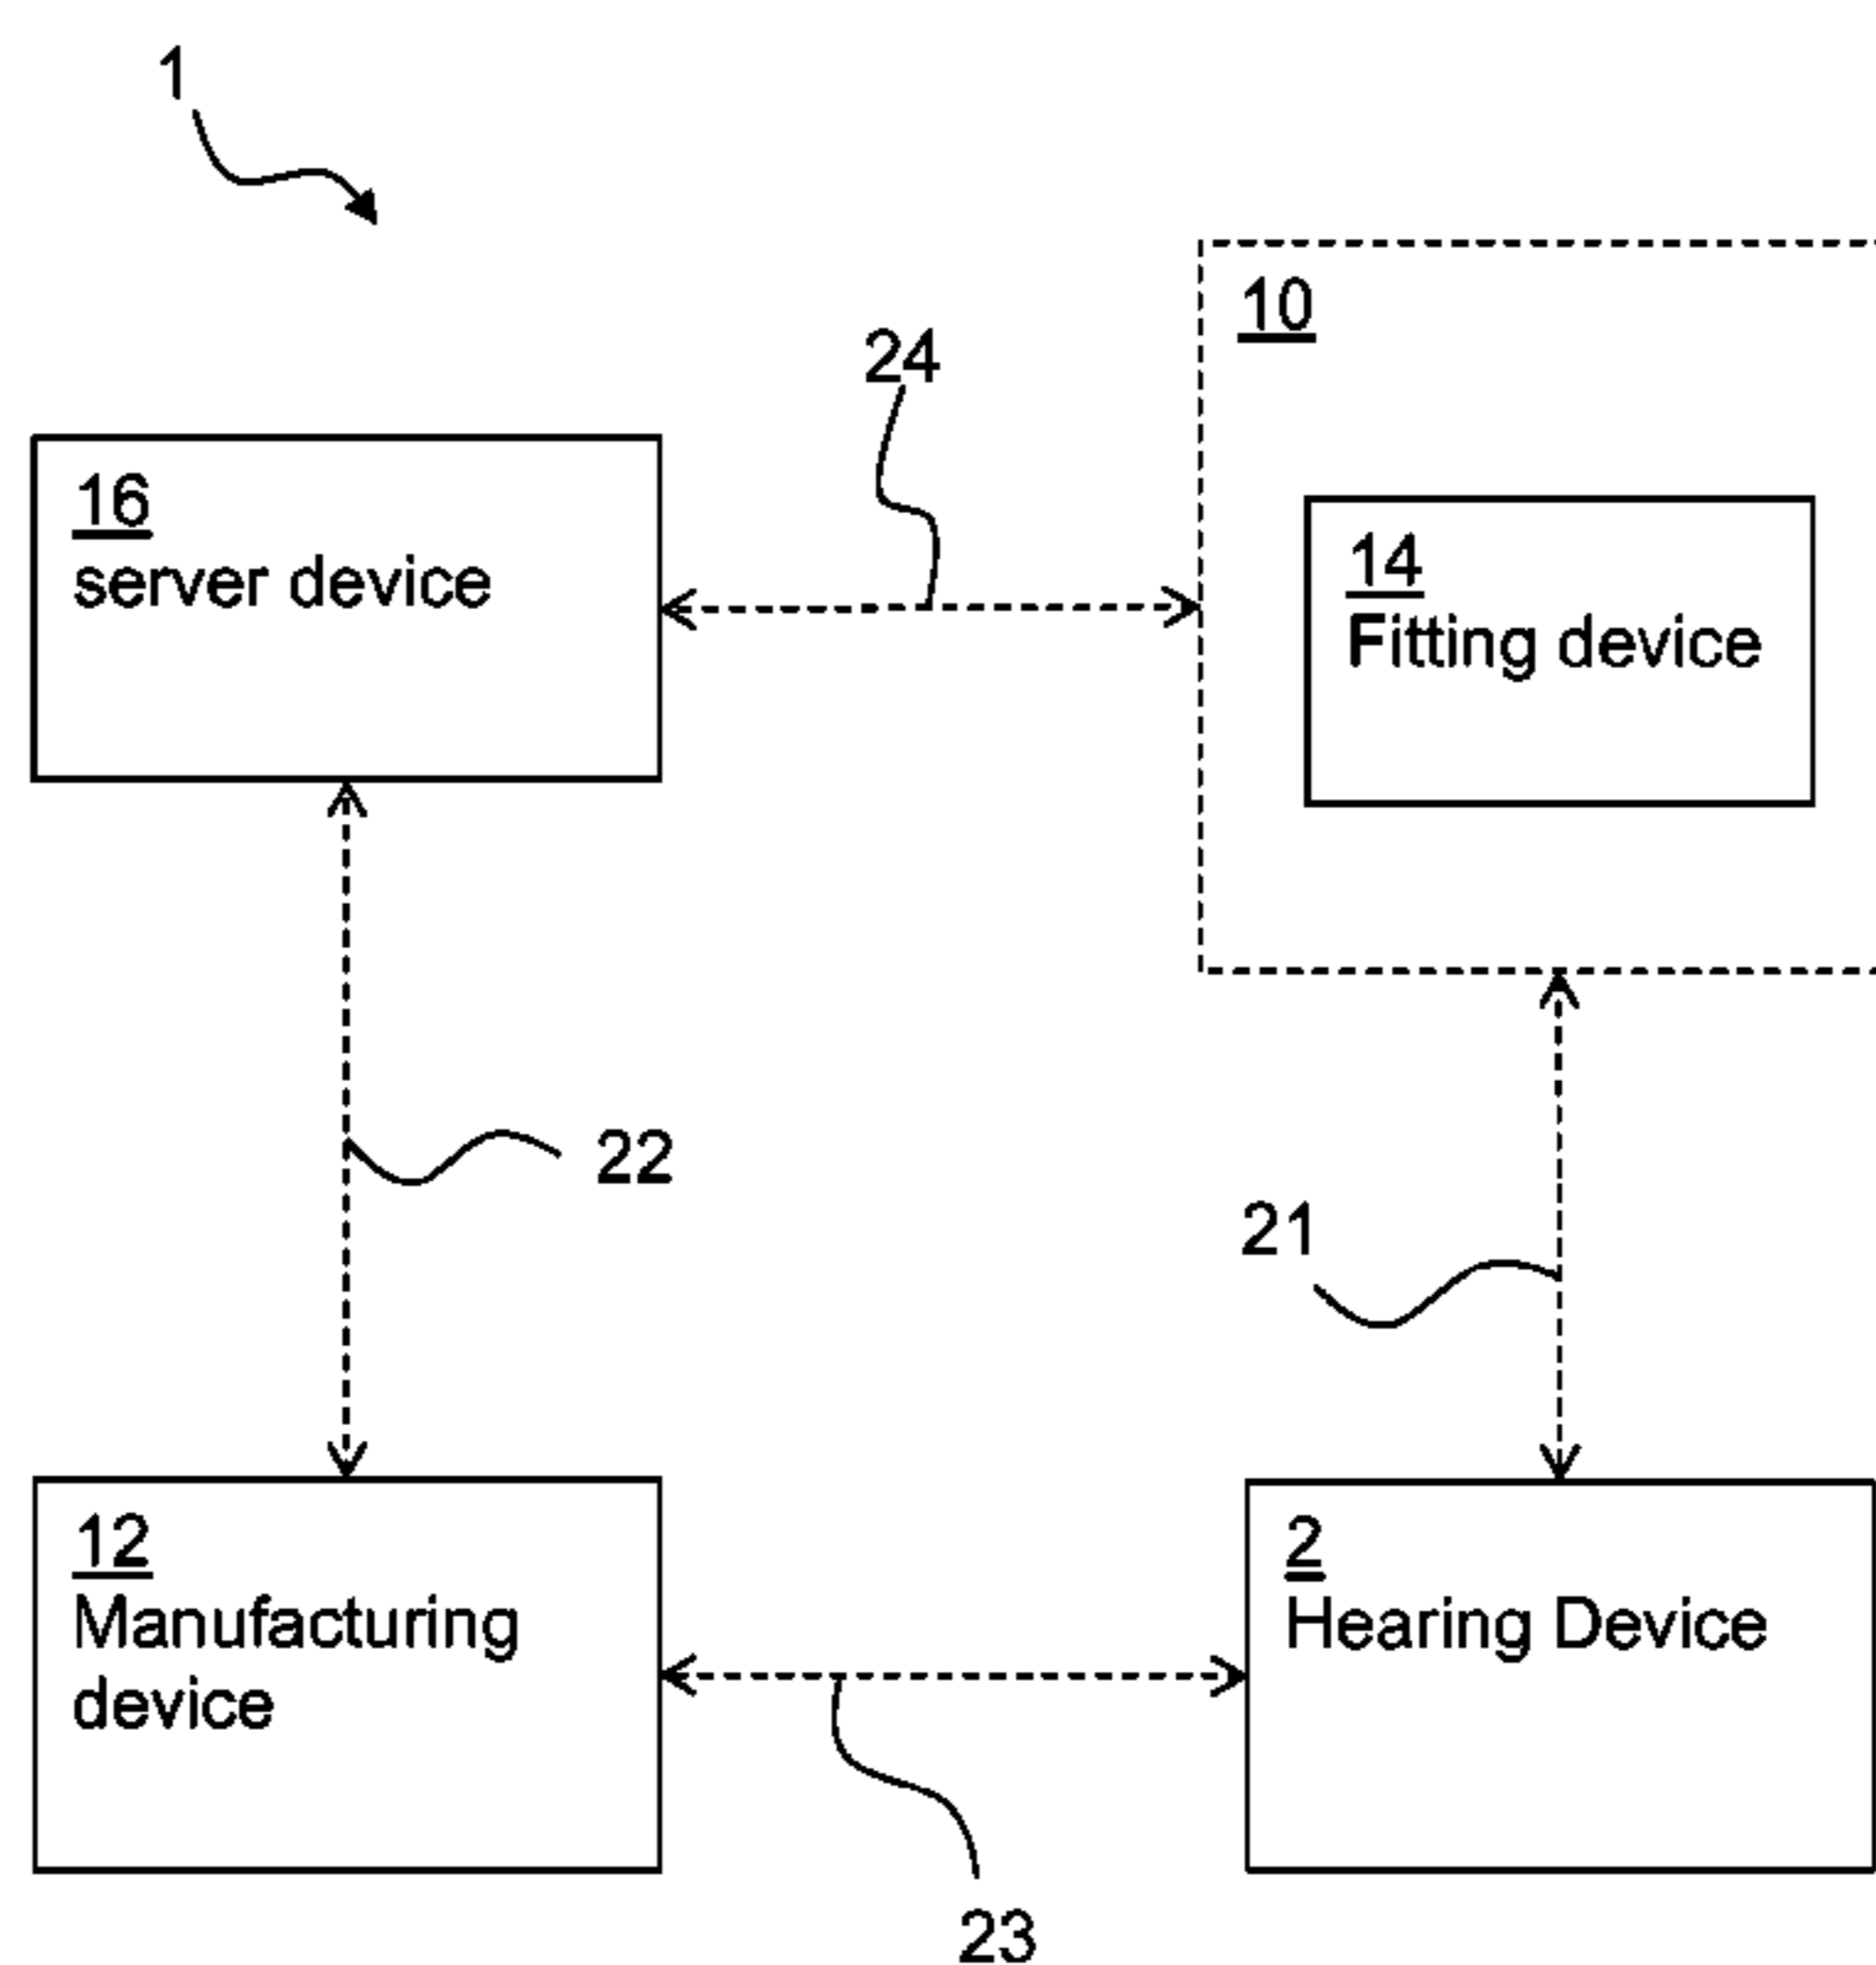 1
10
24
16
server device
14
Fitting device
22
21
12
Manufacturing
device
2
Hearing Device
23